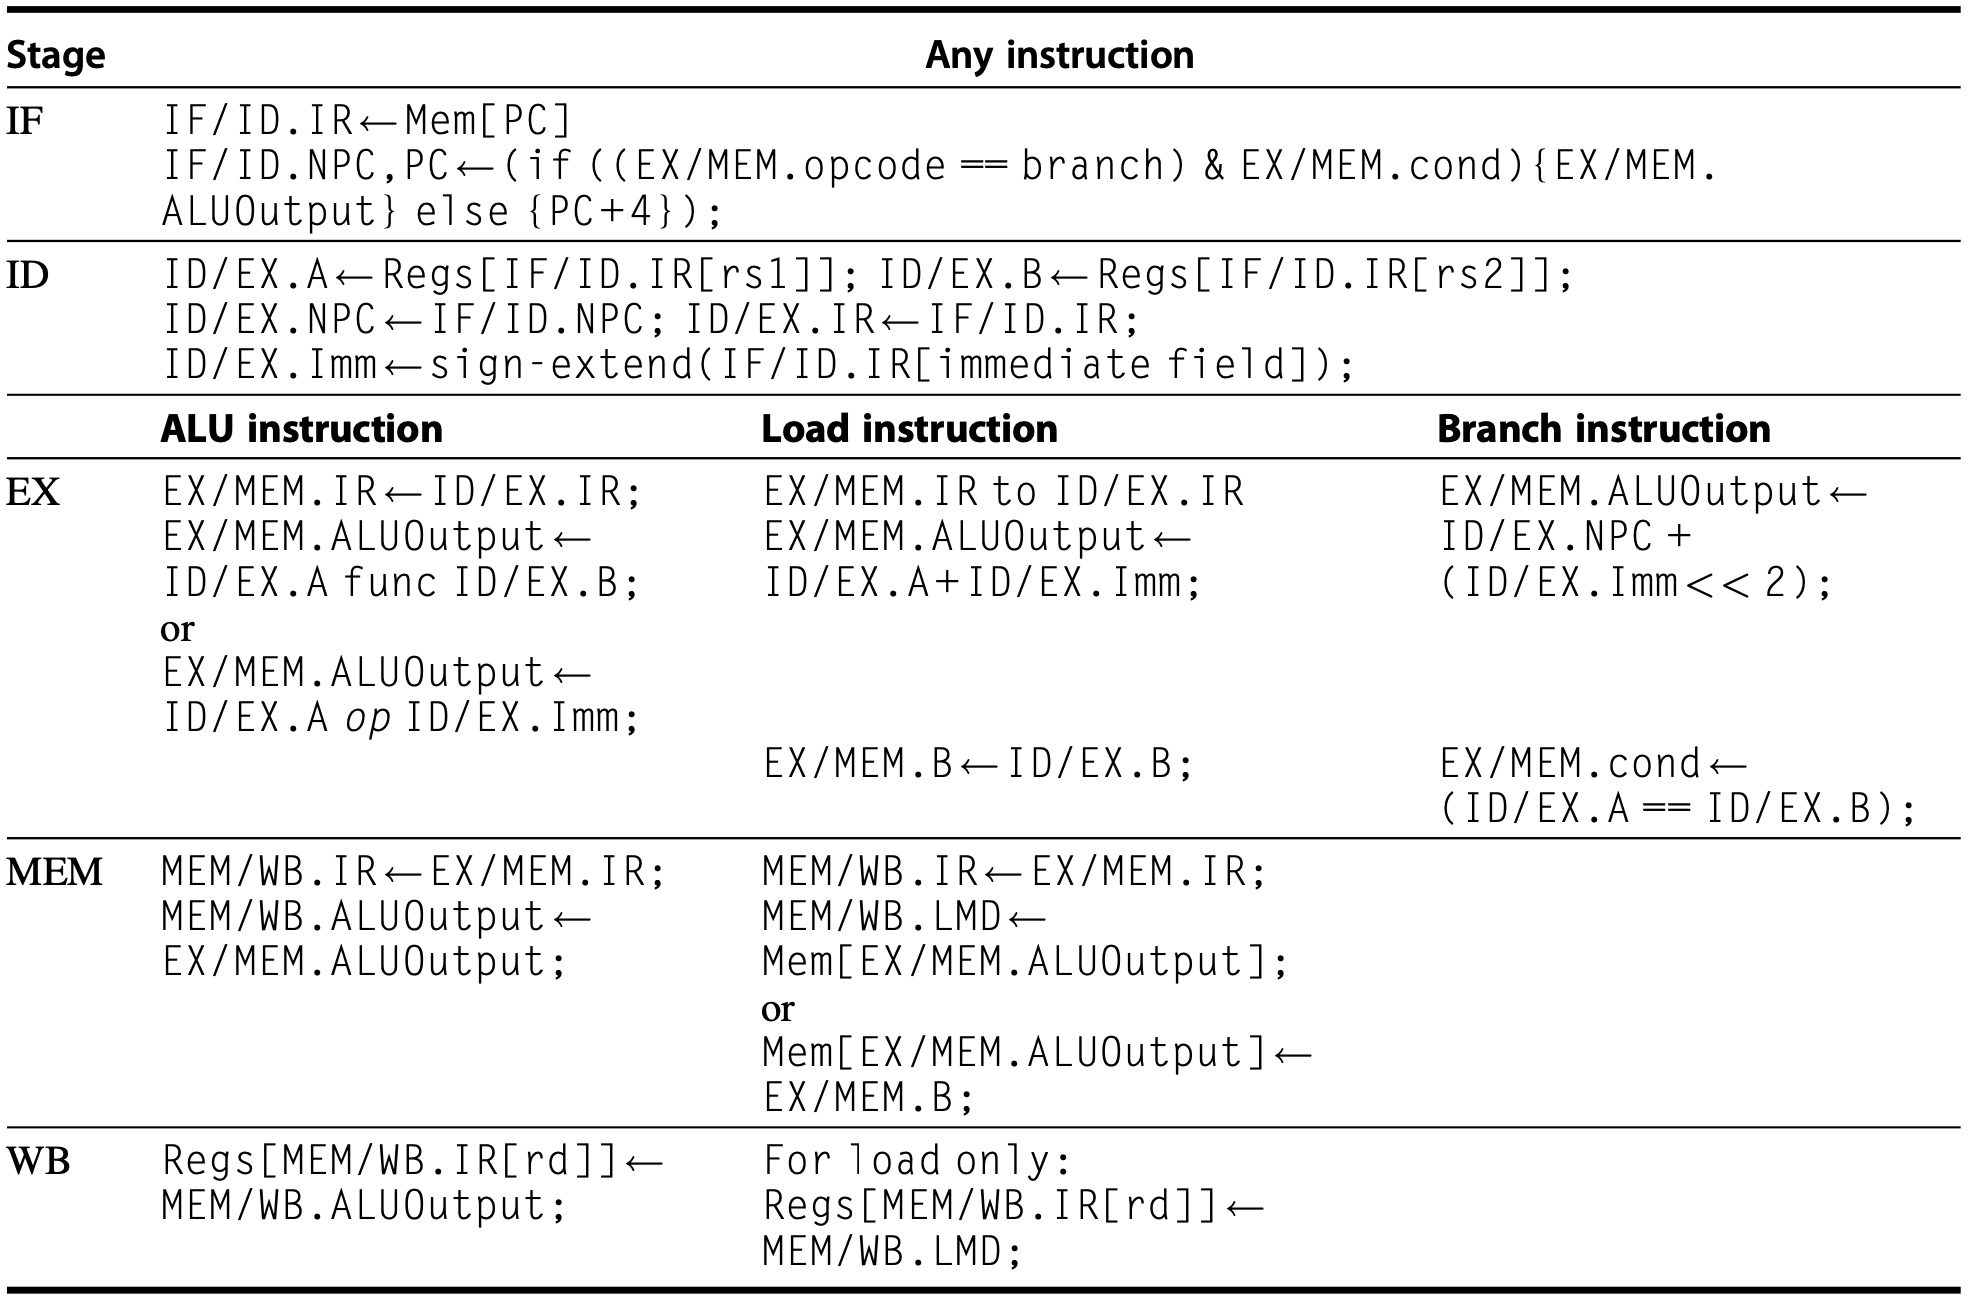 Stage Any instruction
IF IF/ID.IR←Mem[PC]
IF/ID.NPC,PC←(if ((EX/MEM.opcode == branch) & EX/MEM.cond){EX/MEM.
ALUOutput} else {PC+4});
ID ID/EX.A←Regs[IF/ID.IR[rs1]]; ID/EX.B←Regs[IF/ID.IR[rs2]];
ID/EX.NPC←IF/ID.NPC; ID/EX.IR←IF/ID.IR;
ID/EX.Imm←sign-extend(IF/ID.IR[immediate field]);
ALU instruction Load instruction Branch instruction
EX EX/MEM.IR←ID/EX.IR; EX/MEM.IR to ID/EX.IR EX/MEM.ALUOutput←
EX/MEM.ALUOutput← EX/MEM.ALUOutput← ID/EX.NPC +
ID/EX.A func ID/EX.B; ID/EX.A+ID/EX.Imm; (ID/EX.Imm<< 2);
or
EX/MEM.ALUOutput←
ID/EX.A op ID/EX.Imm;
EX/MEM.B←ID/EX.B; EX/MEM.cond←
(ID/EX.A == ID/EX.B);
MEM MEM/WB.IR←EX/MEM.IR; MEM/WB.IR←EX/MEM.IR;
MEM/WB.ALUOutput← MEM/WB.LMD←
EX/MEM.ALUOutput; Mem[EX/MEM.ALUOutput];
or
Mem[EX/MEM.ALUOutput]←
EX/MEM.B;
WB Regs[MEM/WB.IR[rd]]← For load only:
MEM/WB.ALUOutput; Regs[MEM/WB.IR[rd]]←
MEM/WB.LMD;